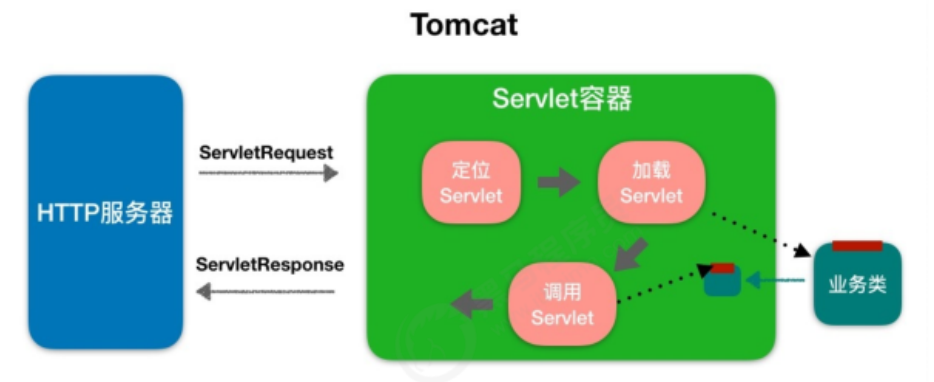 Tomcat
Servlet容器
ServletRequest
定位
Servlet
加载
Servlet
HTTP服务器
ServletResponse
调用
Servlet
业务类